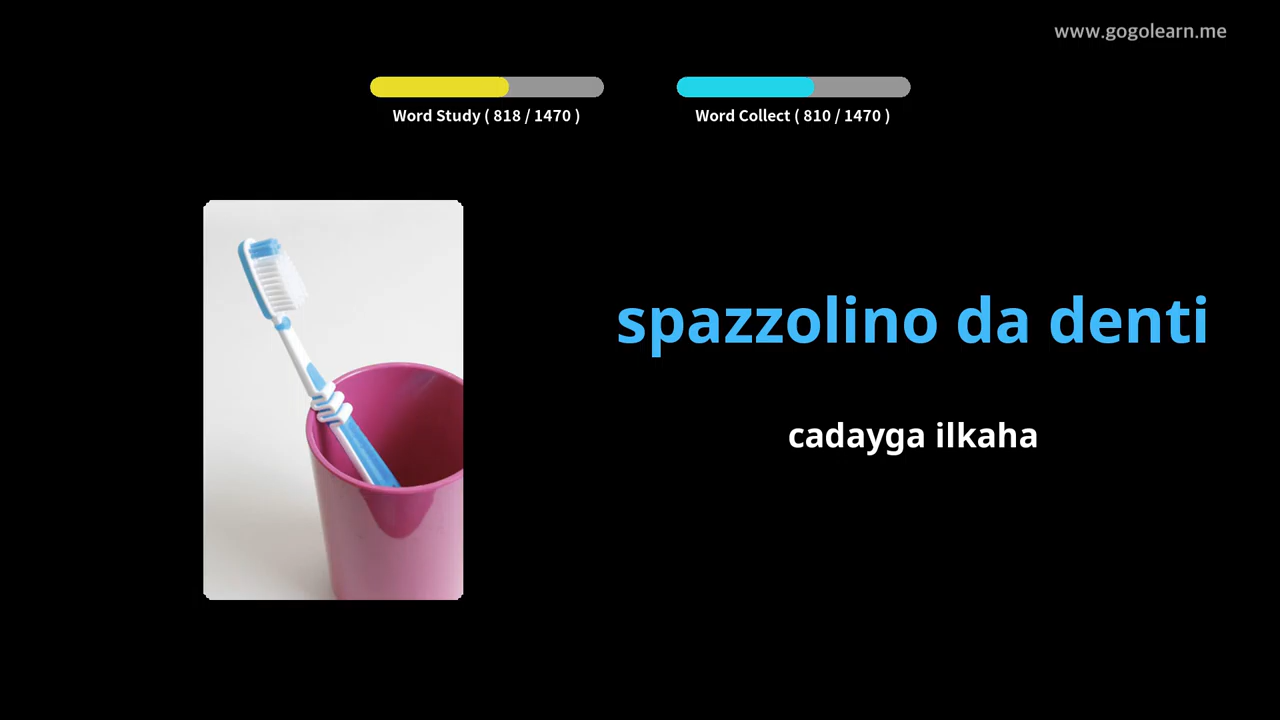 www.gogolearn.me
Word Study ( 818 / 1470 )
Word Collect ( 810 / 1470 )
spazzolino da denti
cadayga ilkaha